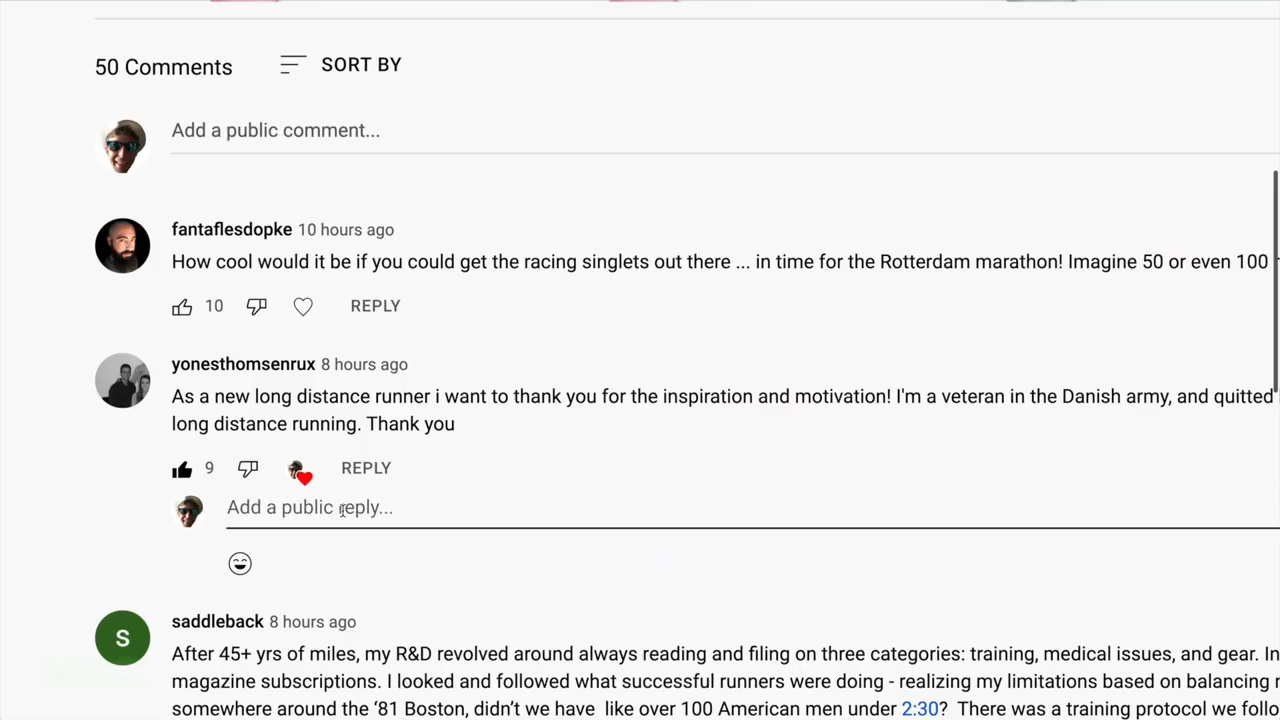 50 Comments
SORT BY
Add a public comment...
fantaflesdopke 10 hours ago
How cool would it be if you could get the racing singlets out there ... in time for the Rotterdam marathon! Imagine 50 or even 100
10
REPLY
yonesthomsenrux 8 hours ago
As a new long distance runner i want to thank you for the inspiration and motivation! I'm a veteran in the Danish army, and quitted
long distance running. Thank you
9
REPLY
Add a public reply...
S
saddleback 8 hours ago
After 45+ yrs of miles, my R&D revolved around always reading and filing on three categories: training, medical issues, and gear. In
magazine subscriptions. I looked and followed what successful runners were doing - realizing my limitations based on balancing
somewhere around the ‘81 Boston, didn’t we have like over 100 American men under 2:30? There was a training protocol we